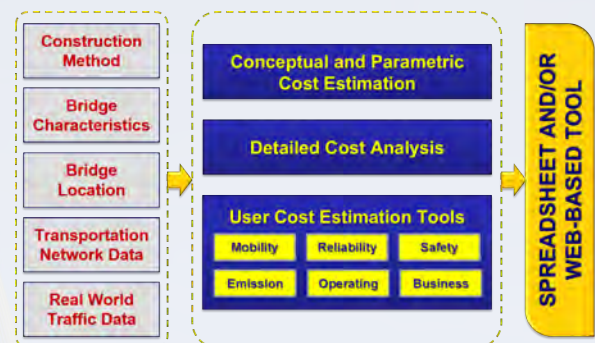 Construction
Method
Bridge
Characteristics
Bridge
Location
Transportation
Network Data
Real World
Traffic Data
Conceptual and Parametric
Cost Estimation
Detailed Cost Analysis
User Cost Estimation Tools
Mobility
Reliability
Safety
Emission
Operating
Business
SPREADSHEET AND/OR
WEB-BASED TOOL